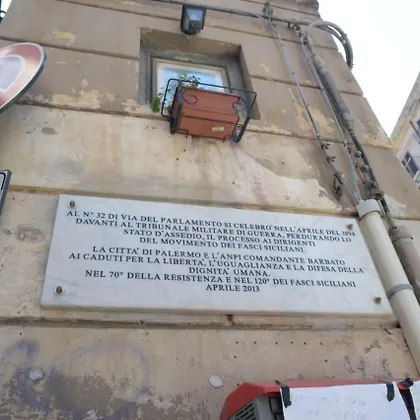 AL N° 32 DI VIA DEL PARLAMENTO SI CELEBRÒ NELL'APRILE DEL 1894
DAVANTI AL TRIBUNALE MILITARE DI GUERRA, PERDURANDO LO
STATO D'ASSEDIO, IL PROCESSO AI DIRIGENTI
DEL MOVIMENTO DEI FASCI SICILIANI.
LA CITTÀ DI PALERMO E L'ANPI COMANDANTE BARBATO
AI CADUTI PER LA LIBERTÀ, L'UGUAGLIANZA E LA DIFESA DELLA
DIGNITÀ UMANA.
NEL 70° DELLA RESISTENZA E NEL 120° DEI FASCI SICILIANI
APRILE 2013